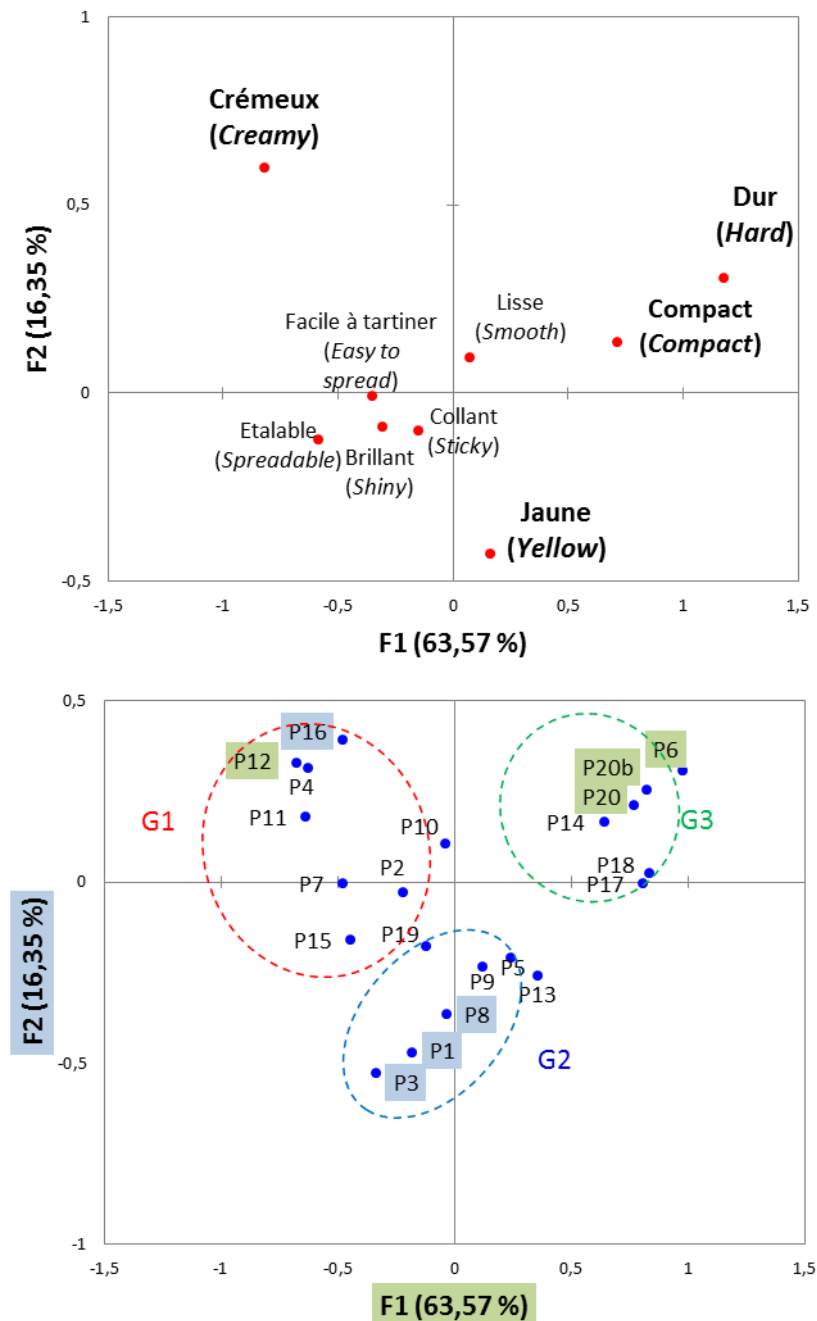 1
Crémeux
(Creamy)
Dur
(Hard)
0,5
Lisse
(Smooth)
Compact
(Compact)
Facile à tartiner
(Easy to
spread)
F2 (16,35 %)
0
Etalable
(Spreadable)
Collant
(Sticky)
Brillant
(Shiny)
Jaune
(Yellow)
-0,5
-1,5
-1
-0,5
0
0,5
1
1,5
F1 (63,57 %)
0,5
P16
P12
P4
P6
P20b
P20
G1
P11
P10
P14
G3
P7
P2
P18
P17
0
P15
P19
P5
P9
P13
P8
F2 (16,35 %)
P1
G2
P3
-0,5
-1
-1,5
-1
-0,5
0
0,5
1
1,5
F1 (63,57 %)